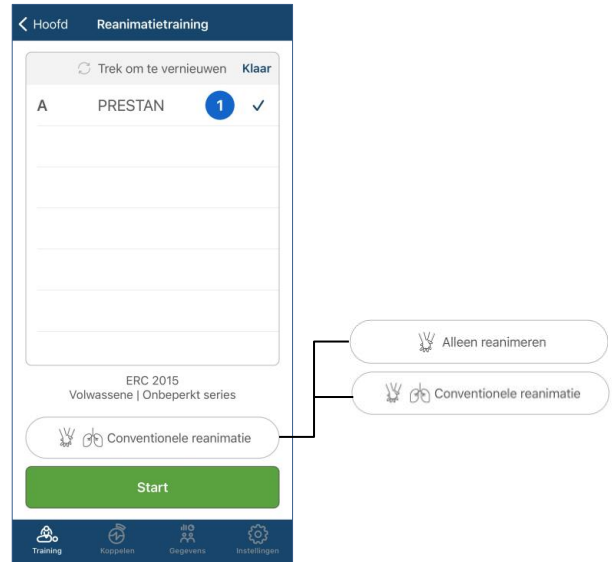 Hoofd Reanimatietraining
Trek om te vernieuwen Klaar
A PRESTAN 1
Alleen reanimeren
ERC 2015
Volwassene | Onbeperkt series
Conventionele reanimatie
Conventionele reanimatie
Start
Training Koppelen Gegevens Instellingen